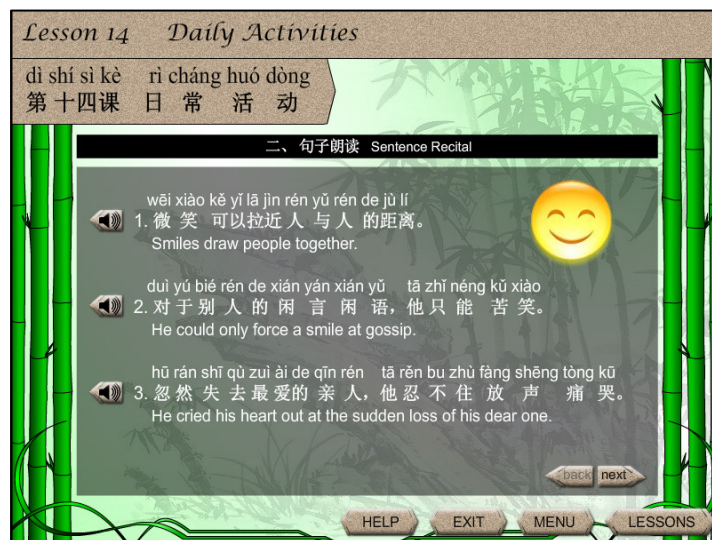 Lesson 14 Daily Activities
dì shí sì kè rì cháng huó dòng
第十四课 日常活动
二、句子朗读 Sentence Recital
wēi xiào kě yǐ lā jìn rén yǔ rén de jù lí
1. 微笑可以拉近人与人的距离。
Smiles draw people together.
duì yú bié rén de xián yán xián yǔ tā zhǐ néng kǔ xiào
2. 对于别人的闲言闲语，他只能苦笑。
He could only force a smile at gossip.
hū rán shī qù zuì ài de qīn rén tā rěn bu zhù fàng shēng tòng kū
3. 忽然失去最爱的亲人，他忍不住放声痛哭。
He cried his heart out at the sudden loss of his dear one.
back next
HELP EXIT MENU LESSONS